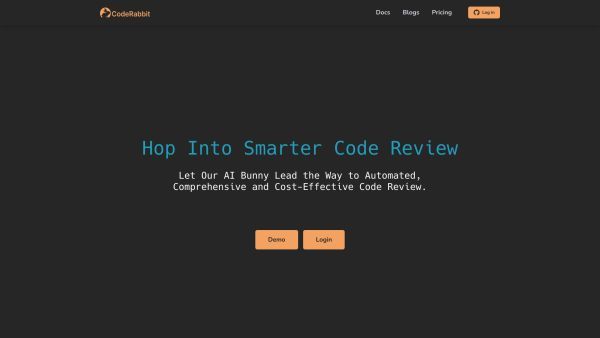 CodeRabbit
Docs Blogs Pricing Log in
Hop Into Smarter Code Review
Let Our AI Bunny Lead the Way to Automated,
Comprehensive and Cost-Effective Code Review.
Demo Login